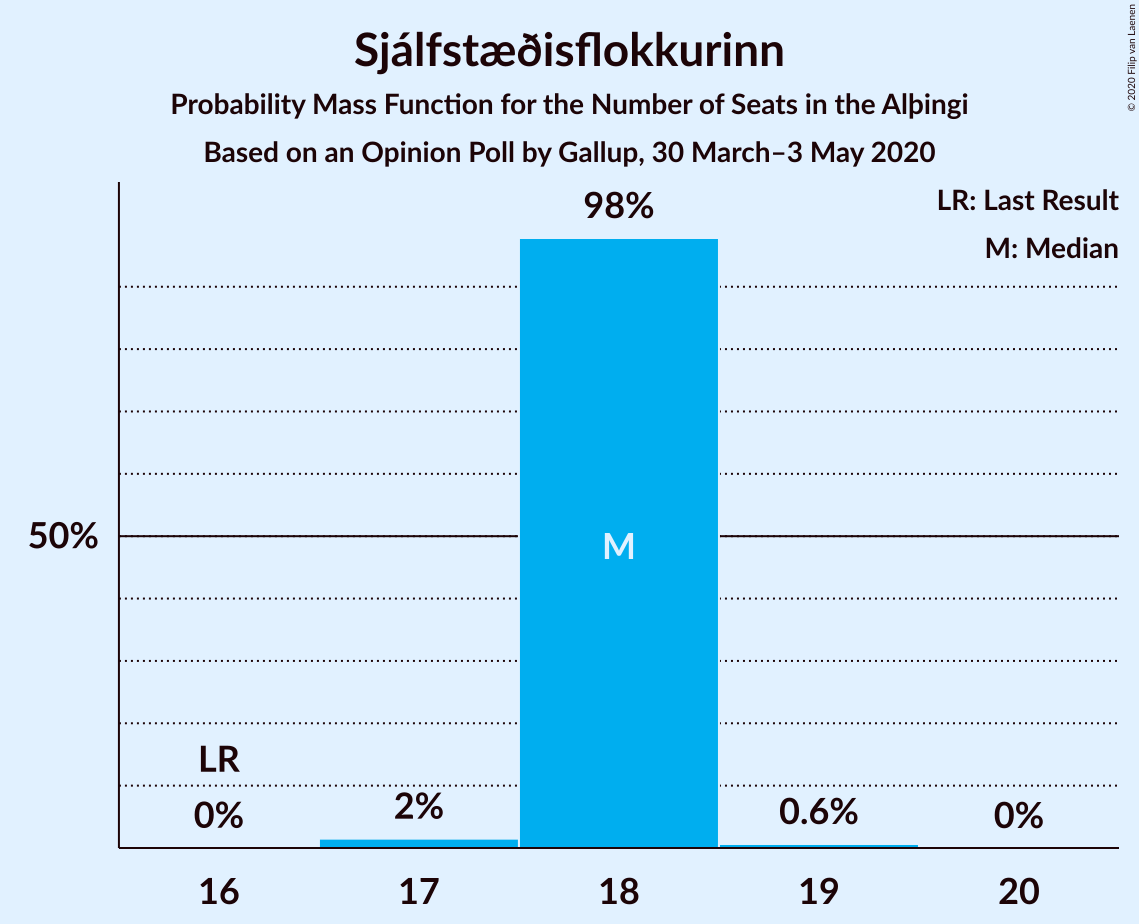 Sjálfstæðisflokkurinn
Probability Mass Function for the Number of Seats in the Alþingi
Based on an Opinion Poll by Gallup, 30 March–3 May 2020
© 2020 Filip van Laenen
LR: Last Result
M: Median
98%
50%
M
LR
0%
2%
0.6%
0%
16
17
18
19
20